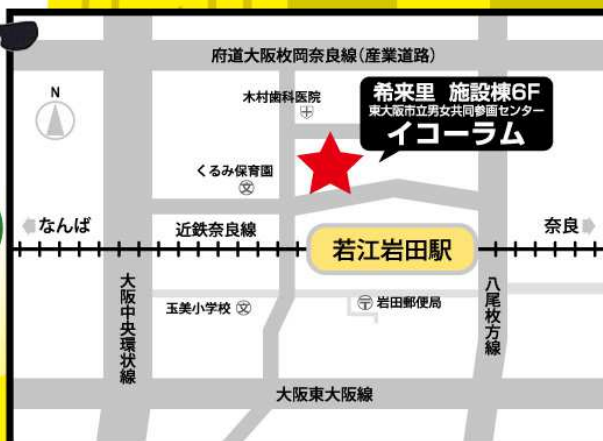 府道大阪枚岡奈良線(産業道路)
N
木村歯科医院
希来里 施設棟6F
東大阪市立男女共同参画センター
イコーラム
くるみ保育園
文
なんば
近鉄奈良線
若江岩田駅
奈良
大阪中央環状線
玉美小学校 文
〒 岩田郵便局
八尾枚方線
大阪東大阪線